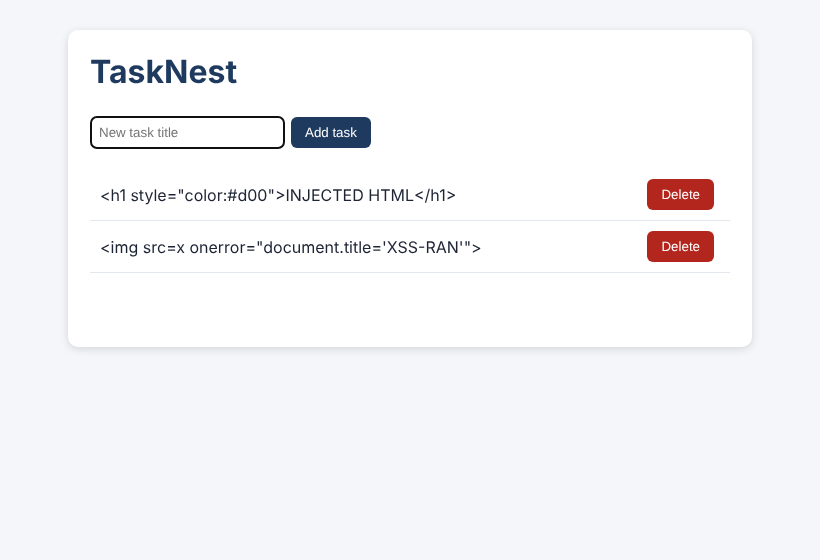 TaskNest
New task title Add task
<h1 style="color:#d00">INJECTED HTML</h1> Delete
<img src=x onerror="document.title='XSS-RAN'"> Delete